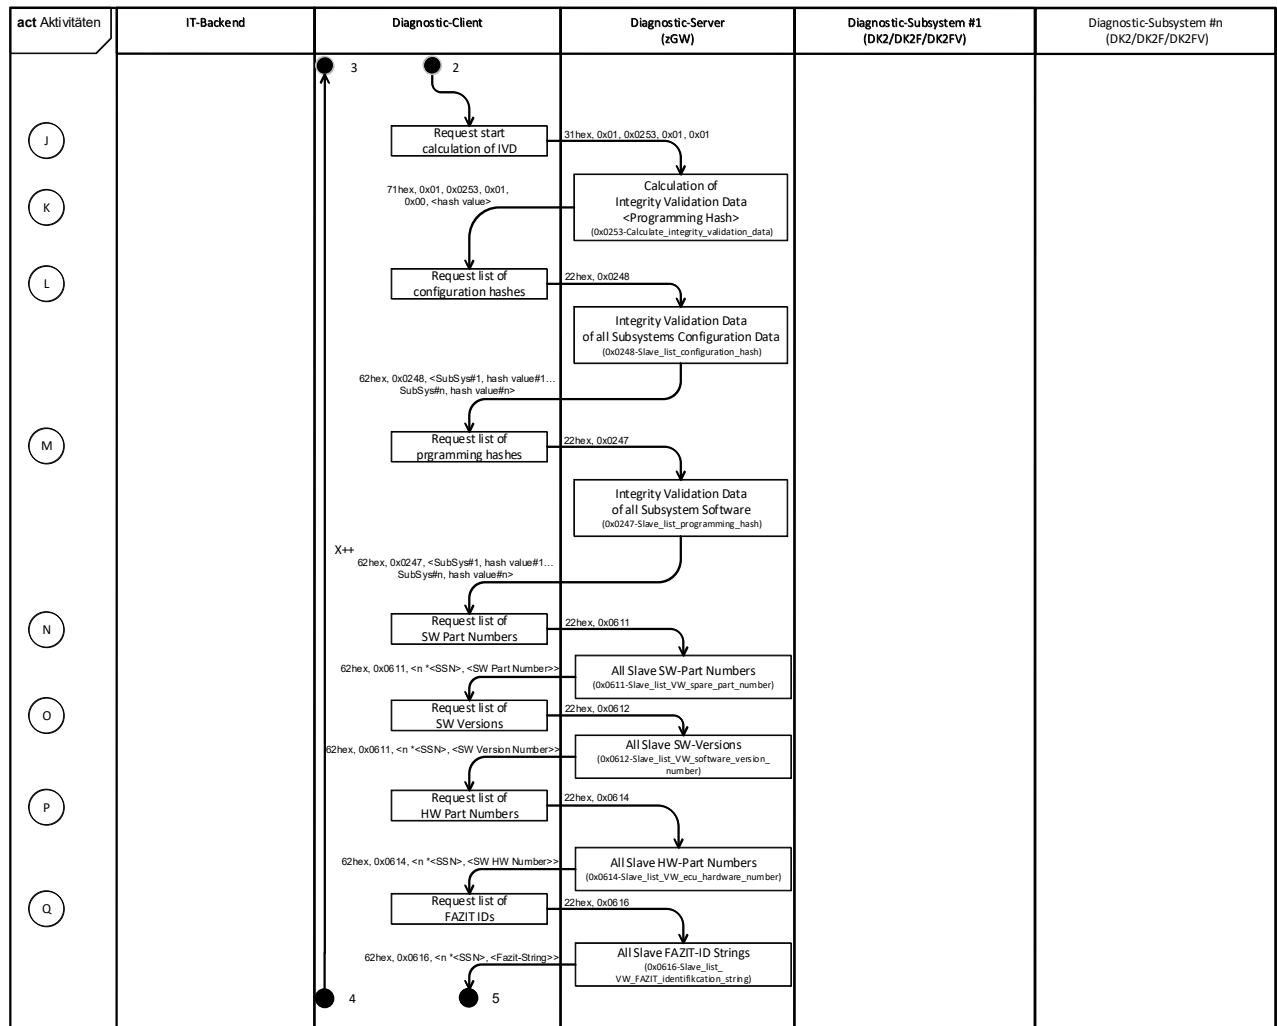 act Aktivitäten
IT-Backend
Diagnostic-Client
Diagnostic-Server
(zGW)
Diagnostic-Subsystem #1
(DK2/DK2F/DK2FV)
Diagnostic-Subsystem #n
(DK2/DK2F/DK2FV)
3
2
J
Request start
calculation of IVD
31hex, 0x01, 0x0253, 0x01, 0x01
K
71hex, 0x01, 0x0253, 0x01,
0x00, <hash value>
Calculation of
Integrity Validation Data
<Programming Hash>
(0x0253-Calculate_integrity_validation_data)
L
Request list of
configuration hashes
22hex, 0x0248
Integrity Validation Data
of all Subsystems Configuration Data
(0x0248-Slave_list_configuration_hash)
62hex, 0x0248, <SubSys#1, hash value#1...
SubSys#n, hash value#n>
M
Request list of
prgramming hashes
22hex, 0x0247
Integrity Validation Data
of all Subsystem Software
(0x0247-Slave_list_programming_hash)
X++
62hex, 0x0247, <SubSys#1, hash value#1...
SubSys#n, hash value#n>
N
Request list of
SW Part Numbers
22hex, 0x0611
62hex, 0x0611, <n *<SSN>, <SW Part Number>>
All Slave SW-Part Numbers
(0x0611-Slave_list_VW_spare_part_number)
O
Request list of
SW Versions
22hex, 0x0612
62hex, 0x0611, <n *<SSN>, <SW Version Number>>
All Slave SW-Versions
(0x0612-Slave_list_VW_software_version_
number)
P
Request list of
HW Part Numbers
22hex, 0x0614
62hex, 0x0614, <n *<SSN>, <SW HW Number>>
All Slave HW-Part Numbers
(0x0614-Slave_list_VW_ecu_hardware_number)
Q
Request list of
FAZIT IDs
22hex, 0x0616
62hex, 0x0616, <n *<SSN>, <Fazit-String>>
All Slave FAZIT-ID Strings
(0x0616-Slave_list_
VW_FAZIT_identifikcation_string)
4
5